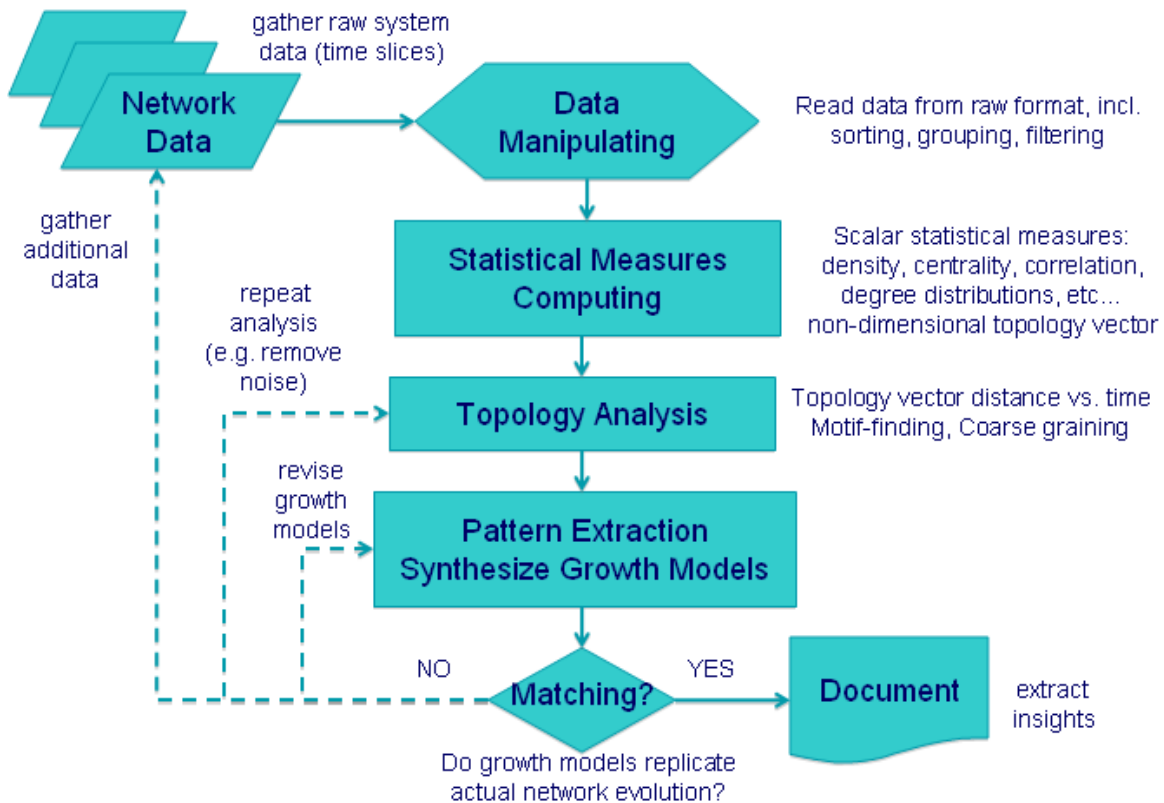 gather raw system
data (time slices)
Network
Data
Data
Manipulating
Read data from raw format, incl.
sorting, grouping, filtering
gather
additional
data
Statistical Measures
Computing
Scalar statistical measures:
density, centrality, correlation,
degree distributions, etc...
non-dimensional topology vector
repeat
analysis
(e.g. remove
noise)
Topology Analysis
Topology vector distance vs. time
Motif-finding, Coarse graining
revise
growth
models
Pattern Extraction
Synthesize Growth Models
NO
Matching?
YES
Document
extract
insights
Do growth models replicate
actual network evolution?